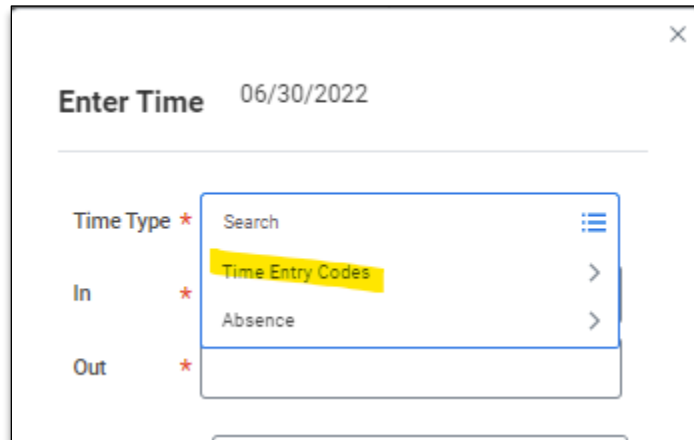 Enter Time 06/30/2022
Time Type * Search
Time Entry Codes
In *
Absence
Out *